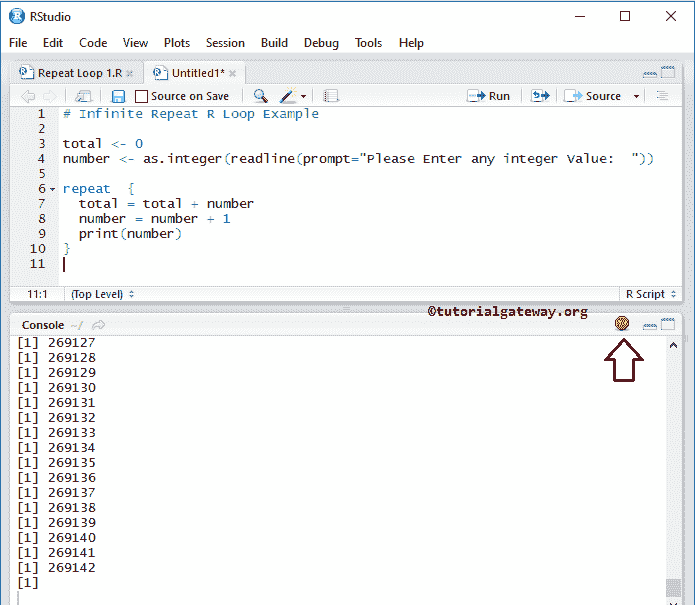 RStudio
File Edit Code View Plots Session Build Debug Tools Help
Repeat Loop 1.R Untitled1*
Source on Save Run Source
1 # Infinite Repeat R Loop Example
2
3 total <- 0
4 number <- as.integer(readline(prompt="Please Enter any integer Value:  "))
5
6 repeat  {
7   total = total + number
8   number = number + 1
9   print(number)
10 }
11
11:1 (Top Level) R Script
©tutorialgateway.org
Console ~/
[1] 269127
[1] 269128
[1] 269129
[1] 269130
[1] 269131
[1] 269132
[1] 269133
[1] 269134
[1] 269135
[1] 269136
[1] 269137
[1] 269138
[1] 269139
[1] 269140
[1] 269141
[1] 269142
[1]